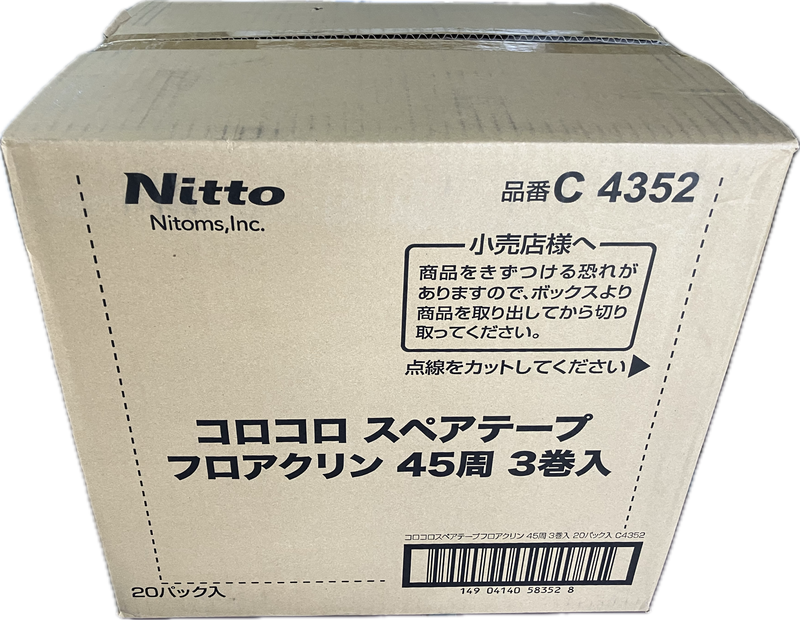 Nitto
Nitoms,Inc.
品番C 4352
小売店様へ
商品をきずつける恐れが
ありますので、ボックスより
商品を取り出してから切り
取ってください。
点線をカットしてください▶
コロコロ スペアテープ
フロアクリン 45周 3巻入
コロコロスペアテープフロアクリン 45周 3巻入 20パック入 C4352
149 04140 58352 8
20パック入